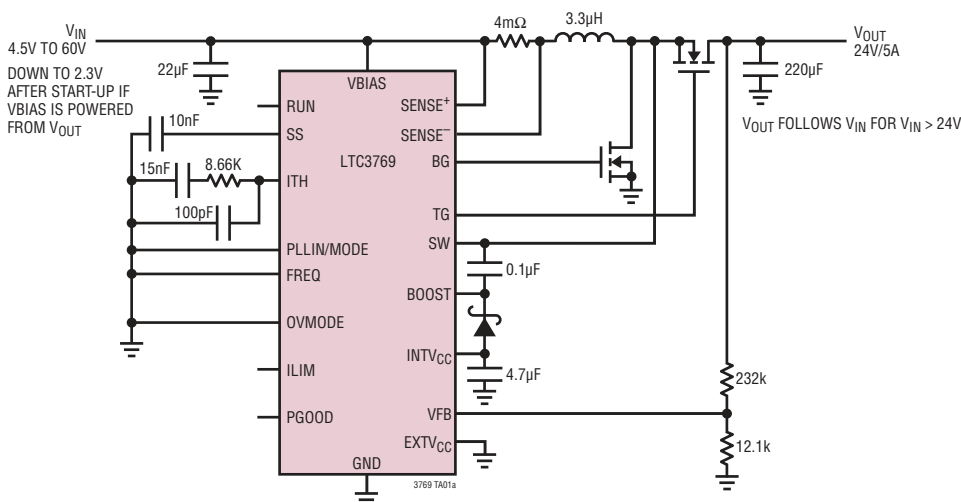 VIN
4.5V TO 60V
DOWN TO 2.3V
AFTER START-UP IF
VBIAS IS POWERED
FROM VOUT
22µF
4mΩ
3.3µH
VOUT
24V/5A
220µF
VOUT FOLLOWS VIN FOR VIN > 24V
VBIAS
RUN
SENSE+
10nF
SS
SENSE–
LTC3769
BG
15nF
8.66K
ITH
100pF
TG
PLLIN/MODE
SW
FREQ
0.1µF
BOOST
OVMODE
INTVCC
ILIM
4.7µF
232k
PGOOD
VFB
EXTVCC
12.1k
GND
3769 TA01a